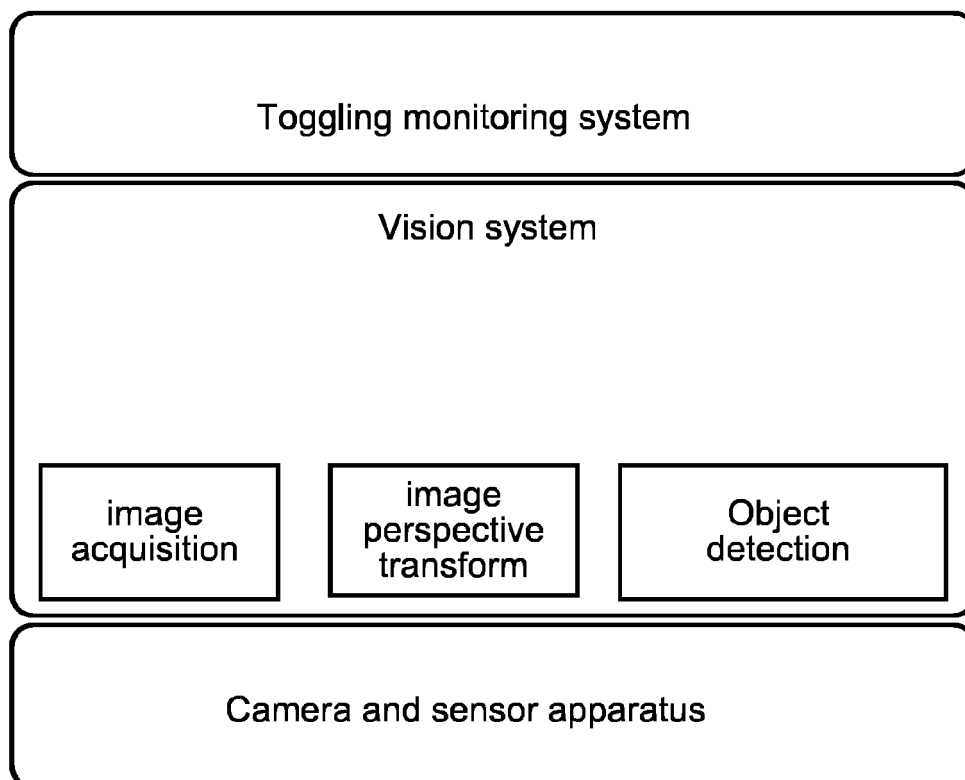 Toggling monitoring system
Vision system
image
acquisition
image
perspective
transform
Object
detection
Camera and sensor apparatus